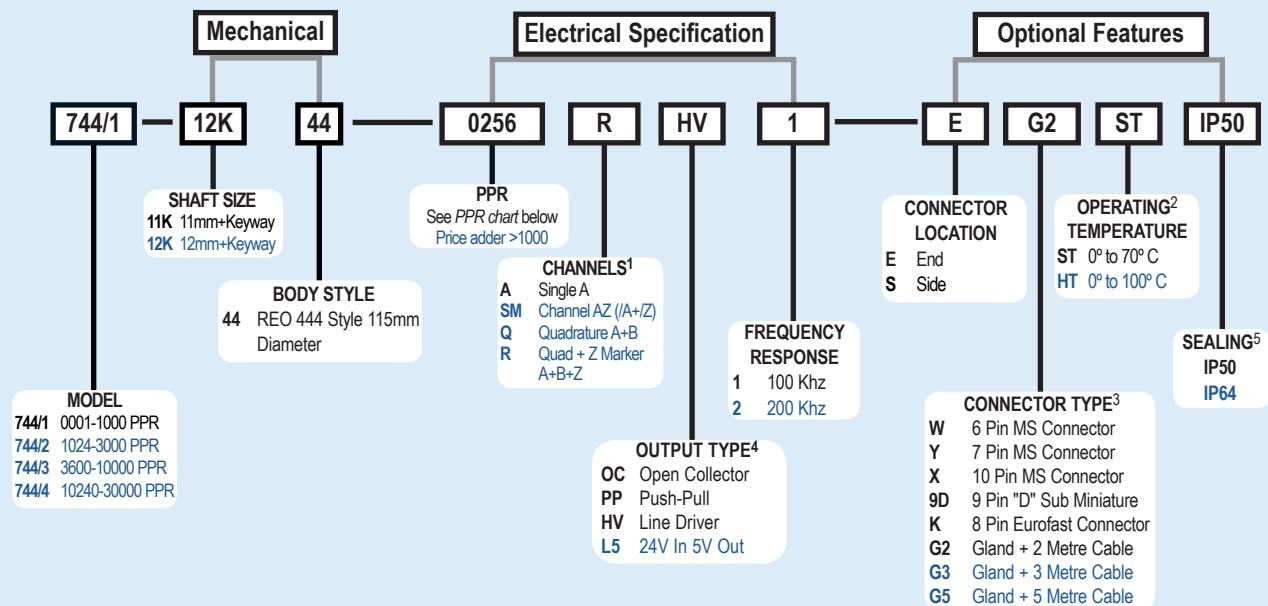 Mechanical
Electrical Specification
Optional Features
744/1
12K
44
0256
R
HV
1
E
G2
ST
IP50
SHAFT SIZE
11K 11mm+Keyway
12K 12mm+Keyway
PPR
See PPR chart below
Price adder >1000
CONNECTOR
LOCATION
E End
S Side
OPERATING²
TEMPERATURE
ST 0º to 70º C
HT 0º to 100º C
BODY STYLE
44 REO 444 Style 115mm
Diameter
CHANNELS¹
A Single A
SM Channel AZ (/A+/Z)
Q Quadrature A+B
R Quad + Z Marker
A+B+Z
FREQUENCY
RESPONSE
1 100 Khz
2 200 Khz
SEALING⁵
IP50
IP64
MODEL
744/1 0001-1000 PPR
744/2 1024-3000 PPR
744/3 3600-10000 PPR
744/4 10240-30000 PPR
OUTPUT TYPE⁴
OC Open Collector
PP Push-Pull
HV Line Driver
L5 24V In 5V Out
CONNECTOR TYPE³
W 6 Pin MS Connector
Y 7 Pin MS Connector
X 10 Pin MS Connector
9D 9 Pin "D" Sub Miniature
K 8 Pin Eurofast Connector
G2 Gland + 2 Metre Cable
G3 Gland + 3 Metre Cable
G5 Gland + 5 Metre Cable